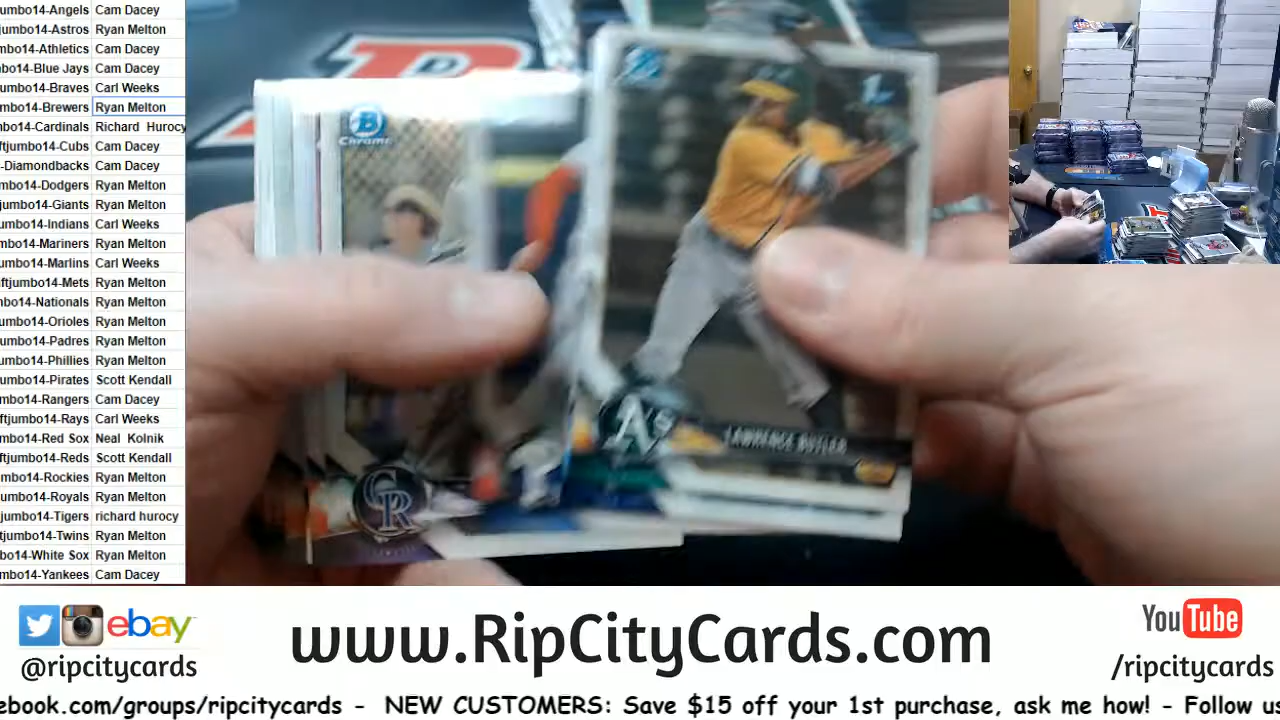 jumbo14-Angels Cam Dacey
jumbo14-Astros Ryan Melton
mbo14-Athletics Cam Dacey
nbo14-Blue Jays Cam Dacey
umbo14-Braves Carl Weeks
mbo14-Brewers Ryan Melton
nbo14-Cardinals Richard Hurocy
ftjumbo14-Cubs Cam Dacey
-Diamondbacks Cam Dacey
umbo14-Dodgers Ryan Melton
jumbo14-Giants Ryan Melton
umbo14-Indians Carl Weeks
mbo14-Mariners Ryan Melton
umbo14-Marlins Carl Weeks
ftjumbo14-Mets Ryan Melton
nbo14-Nationals Ryan Melton
umbo14-Orioles Ryan Melton
umbo14-Padres Ryan Melton
umbo14-Phillies Ryan Melton
umbo14-Pirates Scott Kendall
mbo14-Rangers Cam Dacey
ftjumbo14-Rays Carl Weeks
mbo14-Red Sox Neal Kolnik
ftjumbo14-Reds Scott Kendall
umbo14-Rockies Ryan Melton
umbo14-Royals Ryan Melton
jumbo14-Tigers richard hurocy
tjumbo14-Twins Ryan Melton
bo14-White Sox Ryan Melton
mbo14-Yankees Cam Dacey
B
Chrome
CR
1st
A's
LAWRENCE BUTLER
ebay
@ripcitycards
www.RipCityCards.com
YouTube
/ripcitycards
ebook.com/groups/ripcitycards - NEW CUSTOMERS: Save $15 off your 1st purchase, ask me how! - Follow us